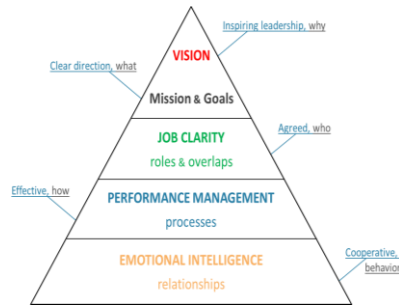 Inspiring leadership, why
VISION
Clear direction, what
Mission & Goals
JOB CLARITY
Agreed, who
roles & overlaps
Effective, how
PERFORMANCE MANAGEMENT
processes
EMOTIONAL INTELLIGENCE
Cooperative,
behavior
relationships